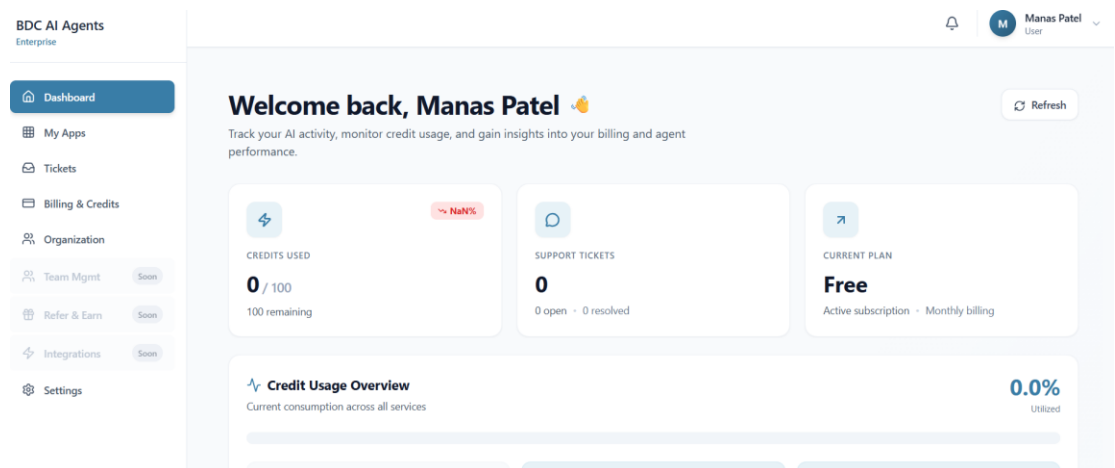 BDC AI Agents
Enterprise
M
Manas Patel
User
Dashboard
My Apps
Tickets
Billing & Credits
Organization
Team Mgmt Soon
Refer & Earn Soon
Integrations Soon
Settings
Welcome back, Manas Patel 👋
Refresh
Track your AI activity, monitor credit usage, and gain insights into your billing and agent
performance.
NaN%
CREDITS USED
0 / 100
100 remaining
SUPPORT TICKETS
0
0 open · 0 resolved
CURRENT PLAN
Free
Active subscription · Monthly billing
Credit Usage Overview
Current consumption across all services
0.0%
Utilized